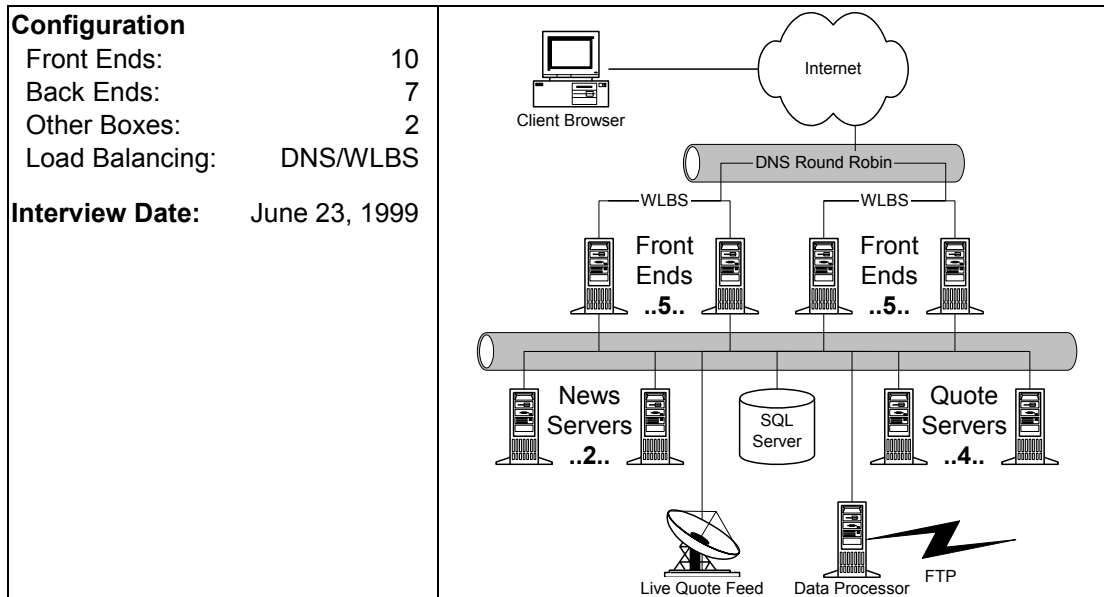 Configuration
Front Ends: 10
Back Ends: 7
Other Boxes: 2
Load Balancing: DNS/WLBS
Interview Date: June 23, 1999
Internet
Client Browser
DNS Round Robin
WLBS
WLBS
Front
Ends
..5..
Front
Ends
..5..
News
Servers
..2..
SQL
Server
Quote
Servers
..4..
Live Quote Feed
Data Processor
FTP